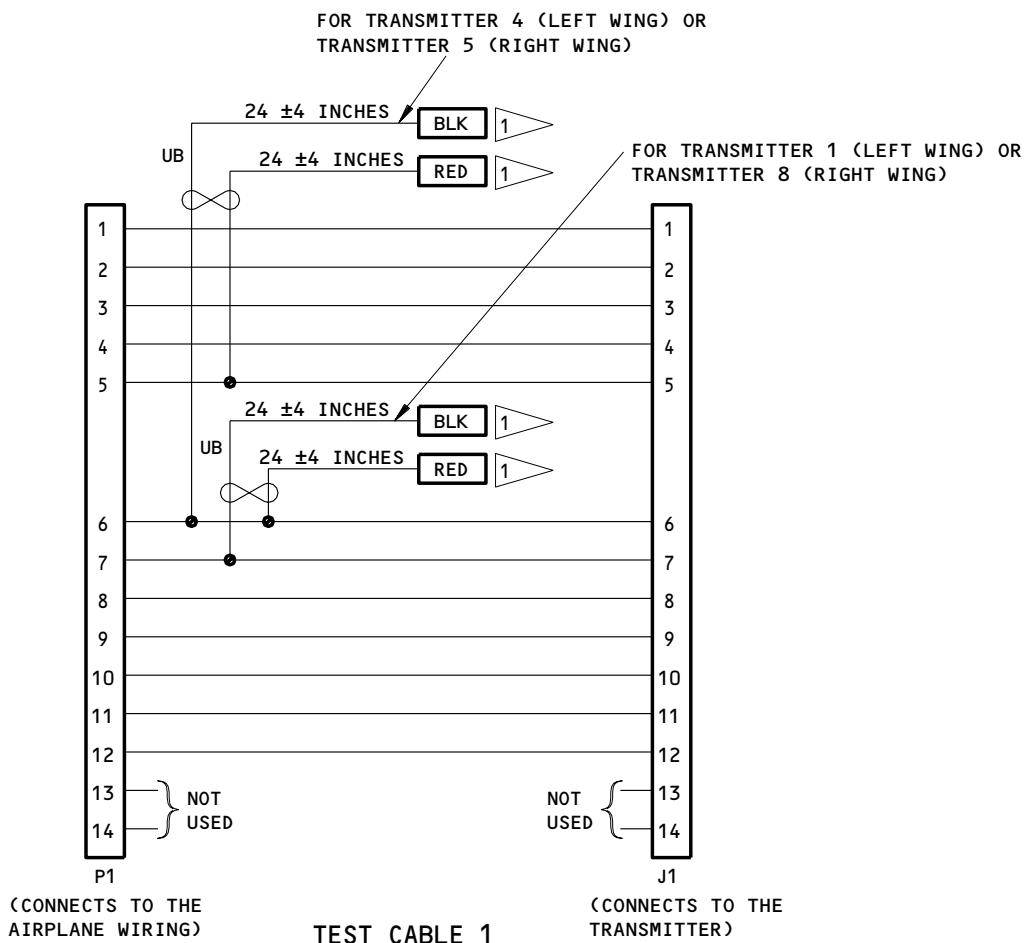 FOR TRANSMITTER 4 (LEFT WING) OR
TRANSMITTER 5 (RIGHT WING)
24 ±4 INCHES
BLK
1
UB
24 ±4 INCHES
RED
1
FOR TRANSMITTER 1 (LEFT WING) OR
TRANSMITTER 8 (RIGHT WING)
1
1
2
2
3
3
4
4
5
5
24 ±4 INCHES
BLK
1
UB
24 ±4 INCHES
RED
1
6
6
7
7
8
8
9
9
10
10
11
11
12
12
13
NOT
USED
14
NOT
USED
13
14
P1
(CONNECTS TO THE
AIRPLANE WIRING)
J1
(CONNECTS TO THE
TRANSMITTER)
TEST CABLE 1